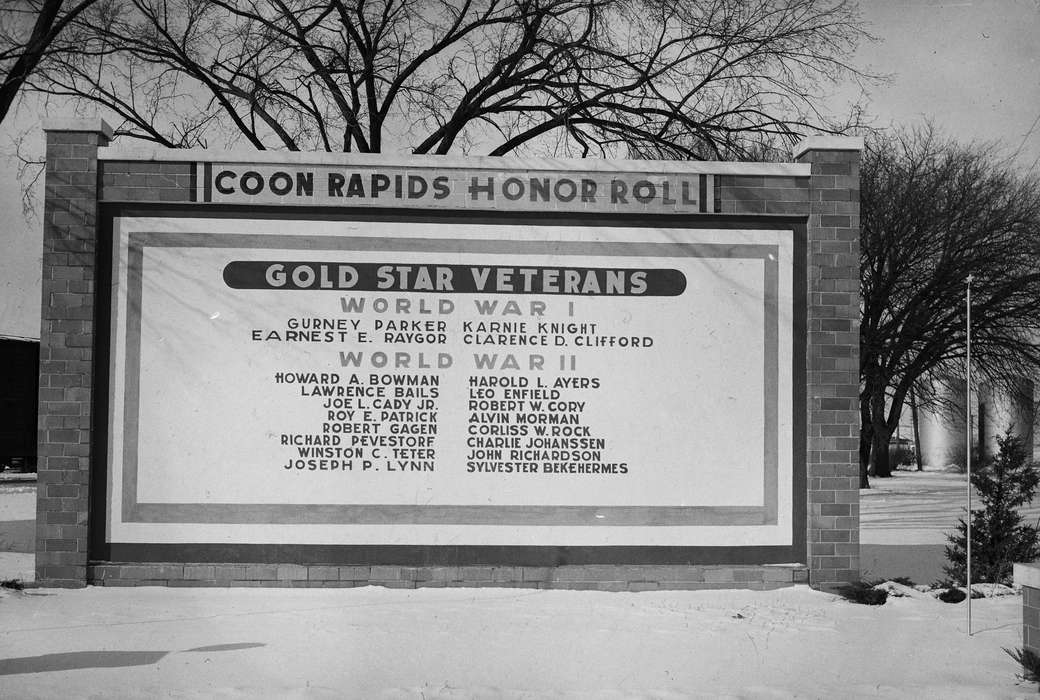 COON RAPIDS HONOR ROLL
GOLD STAR VETERANS
WORLD WAR I
GURNEY PARKER KARNIE KNIGHT
EARNEST E. RAYGOR CLARENCE D. CLIFFORD
WORLD WAR II
HOWARD A. BOWMAN HAROLD L. AYERS
LAWRENCE BAILS LEO ENFIELD
JOE L. CADY JR. ROBERT W. CORY
ROY E. PATRICK ALVIN MORMAN
ROBERT GAGEN CORLISS W. ROCK
RICHARD PEVESTORF CHARLIE JOHANSSEN
WINSTON C. TETER JOHN RICHARDSON
JOSEPH P. LYNN SYLVESTER BEKEHERMES